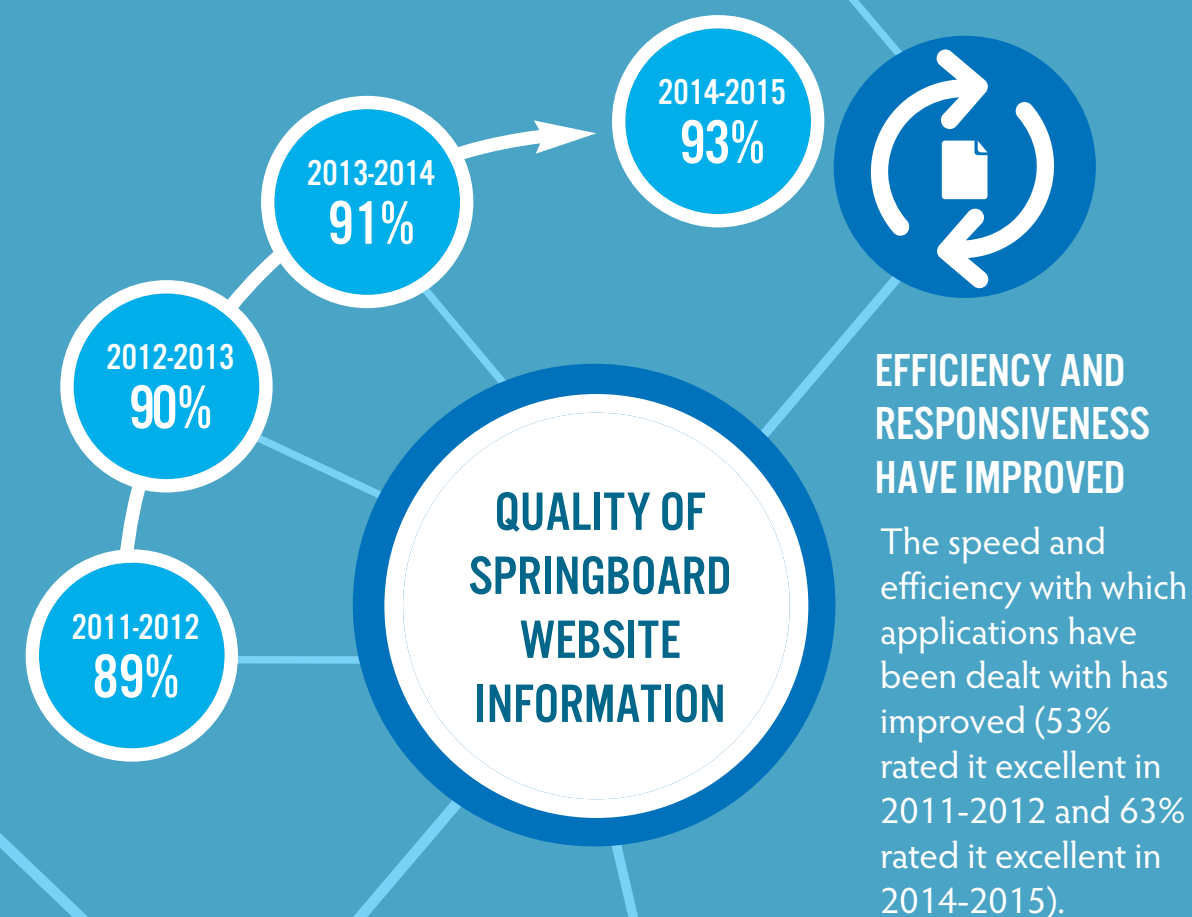 2014-2015
93%
2013-2014
91%
2012-2013
90%
2011-2012
89%
QUALITY OF
SPRINGBOARD
WEBSITE
INFORMATION
EFFICIENCY AND
RESPONSIVENESS
HAVE IMPROVED
The speed and
efficiency with which
applications have
been dealt with has
improved (53%
rated it excellent in
2011-2012 and 63%
rated it excellent in
2014-2015).